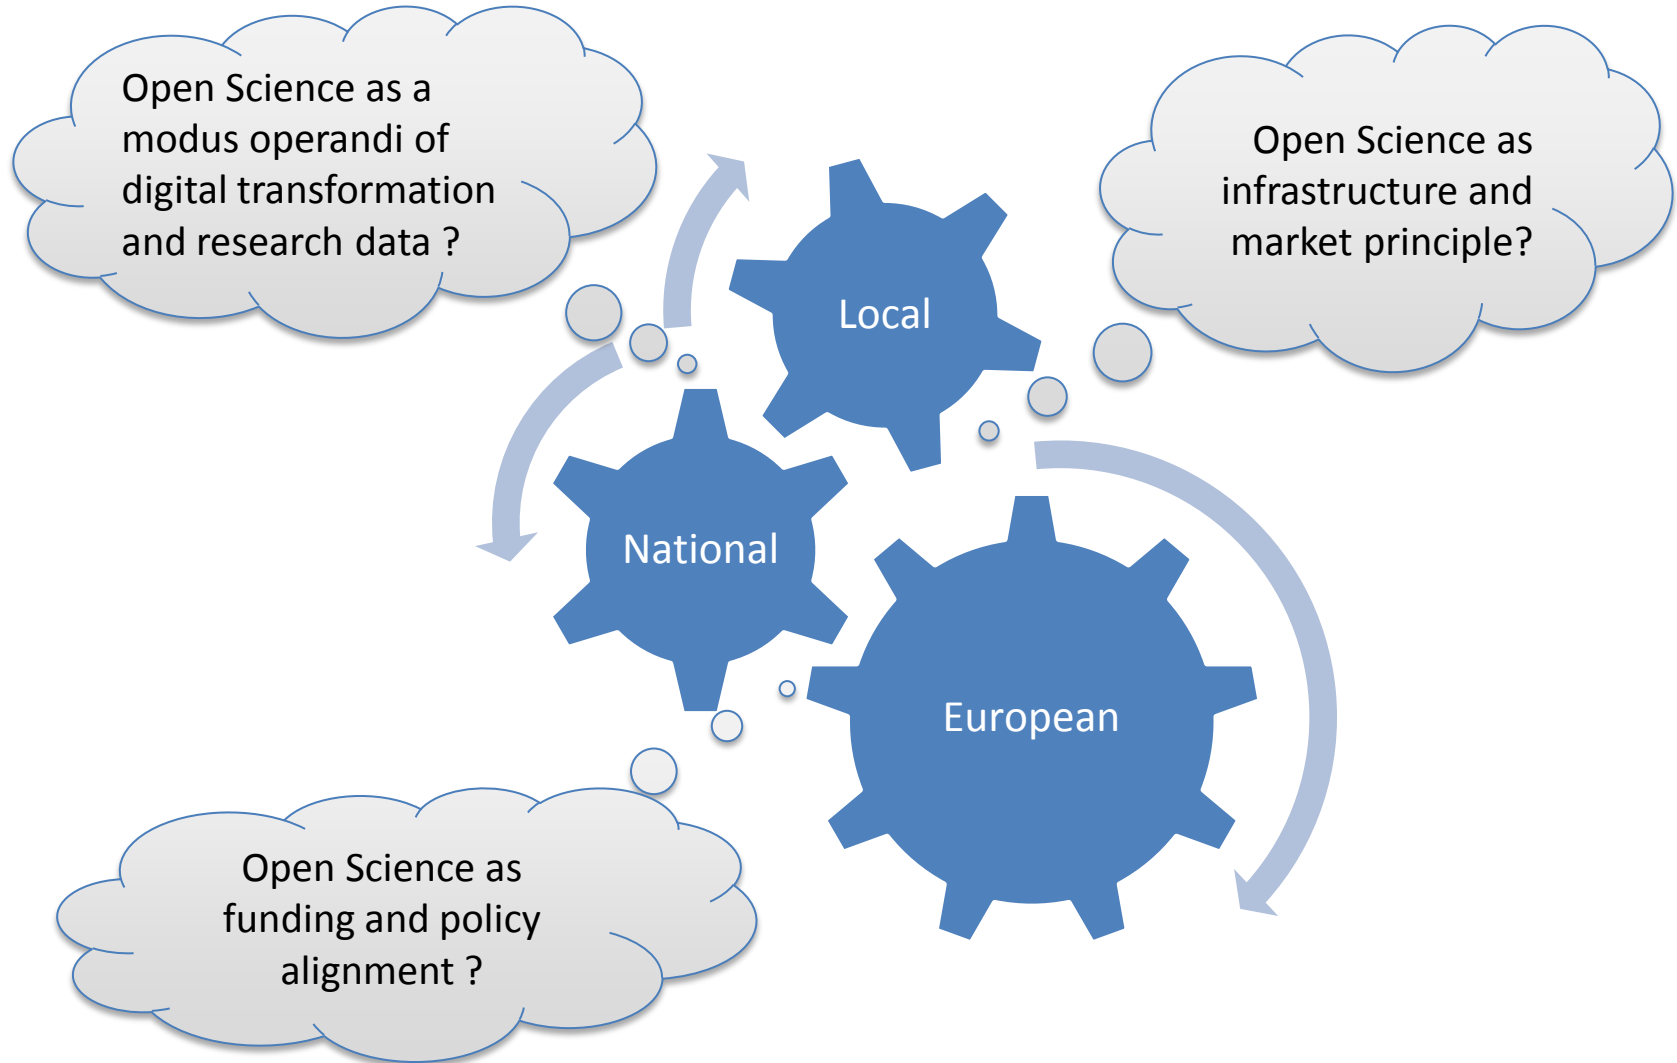 Open Science as a
modus operandi of
digital transformation
and research data ?
Open Science as
infrastructure and
market principle?
Local
National
European
Open Science as
funding and policy
alignment ?